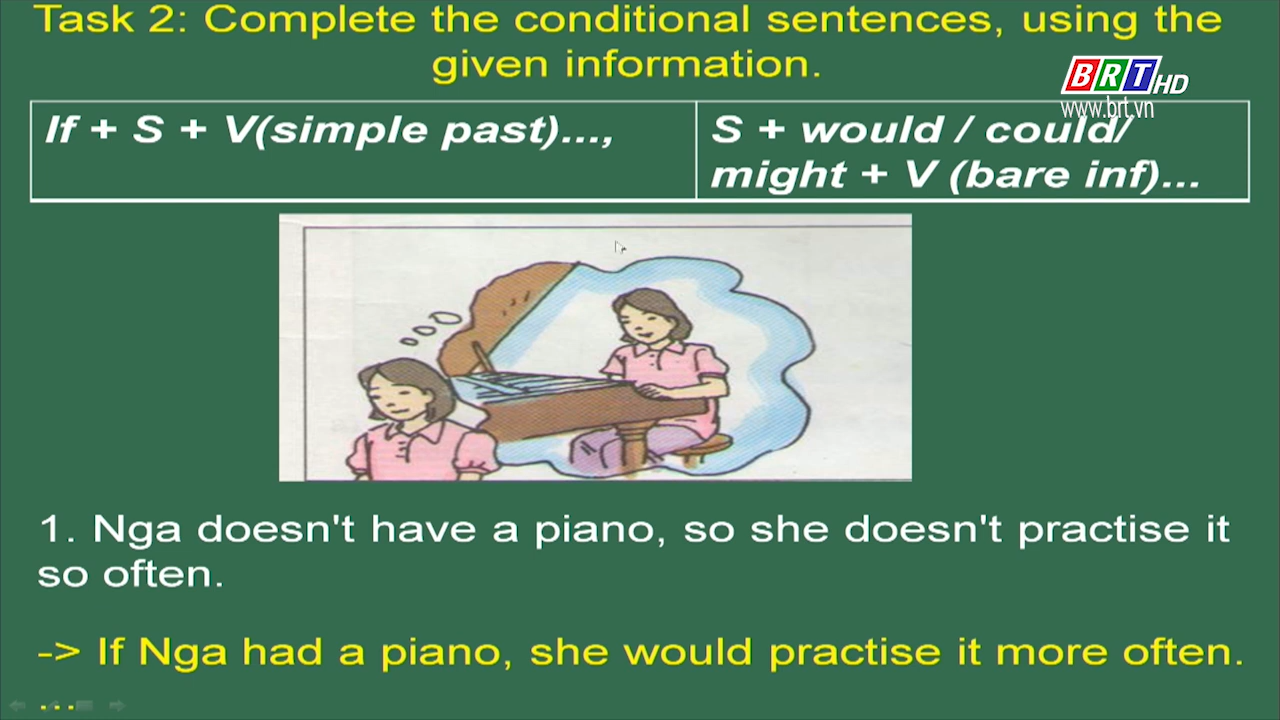 Task 2: Complete the conditional sentences, using the
given information.
BRT HD
www.brt.vn
If + S + V(simple past)...,
S + would / could/
might + V (bare inf)...
1. Nga doesn't have a piano, so she doesn't practise it
so often.
-> If Nga had a piano, she would practise it more often.
...